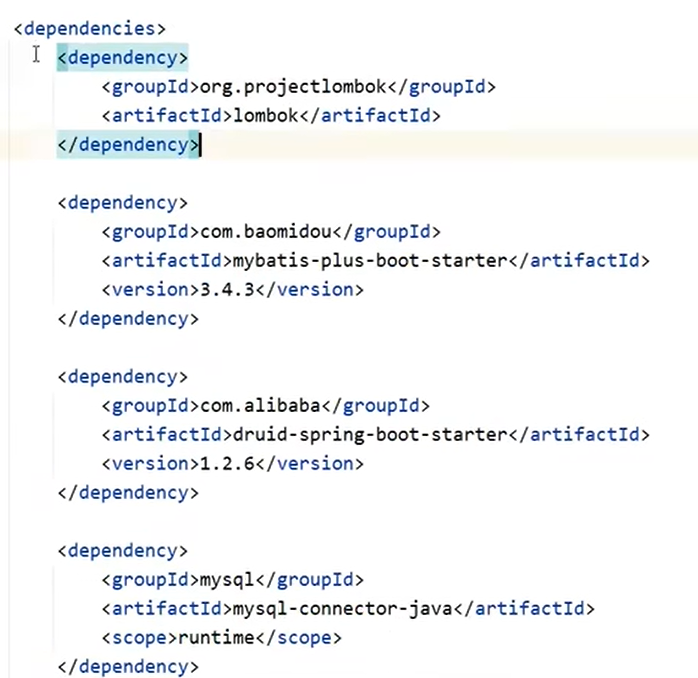 <dependencies>
<dependency>
<groupId>org.projectlombok</groupId>
<artifactId>lombok</artifactId>
</dependency>
<dependency>
<groupId>com.baomidou</groupId>
<artifactId>mybatis-plus-boot-starter</artifactId>
<version>3.4.3</version>
</dependency>
<dependency>
<groupId>com.alibaba</groupId>
<artifactId>druid-spring-boot-starter</artifactId>
<version>1.2.6</version>
</dependency>
<dependency>
<groupId>mysql</groupId>
<artifactId>mysql-connector-java</artifactId>
<scope>runtime</scope>
</dependency>